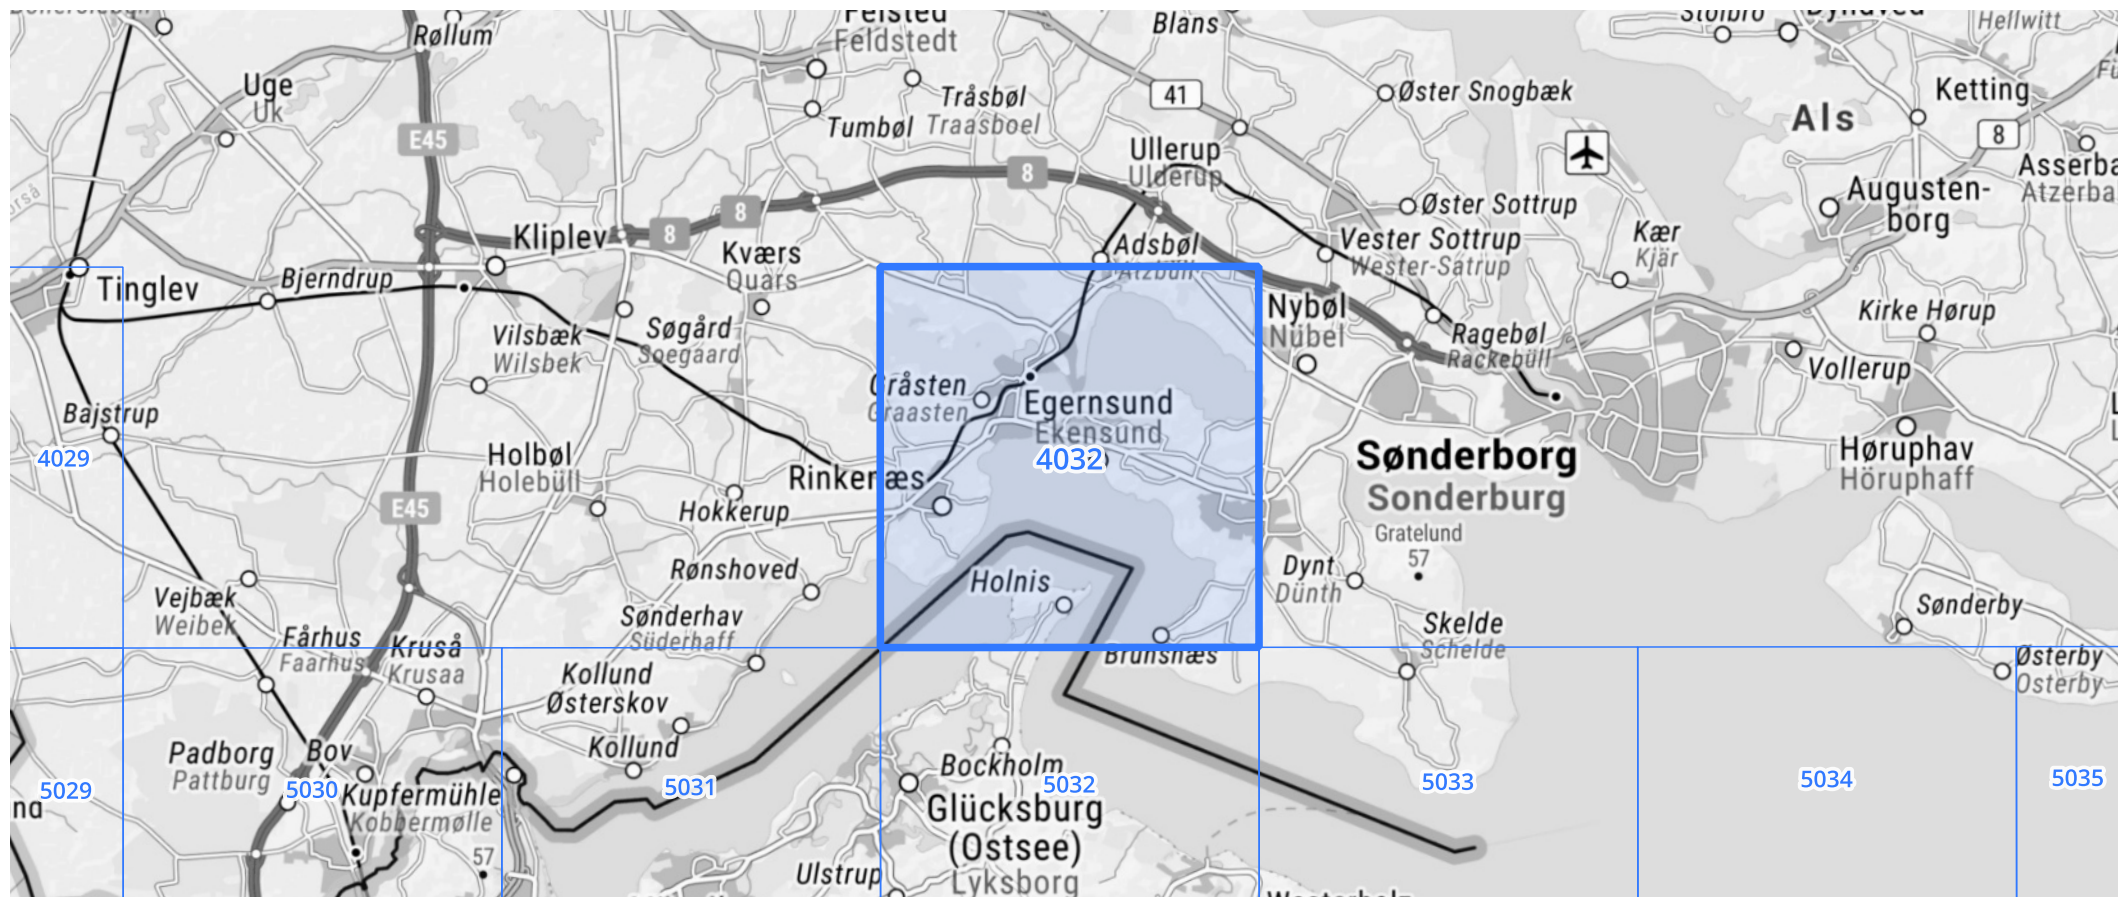 Røllum
Felsted
Feldstedt
Blans
Hellwitt
Uge
Uk
Tråsbøl
Traasboel
Tumbøl
41
Øster Snogbæk
Ketting
Als
8
E45
Ullerup
Ulderup
8
Asserba
Atzerba
Augusten-
borg
Øster Sottrup
8
8
Kliplev
Kværs
Quars
Adsbøl
Atzbüll
Vester Sottrup
Wester-Satrup
Kær
Kjär
Tinglev
Bjerndrup
Nybøl
Nübel
Kirke Hørup
Vilsbæk
Wilsbek
Søgård
Soegaard
Ragebøl
Rackebüll
Vollerup
Gråsten
Graasten
Egernsund
Ekensund
Bajstrup
4029
Holbøl
Holebüll
4032
Rinkenæs
Sønderborg
Sonderburg
Høruphav
Höruphaff
E45
Hokkerup
Gratelund
57
Rønshoved
Holnis
Dynt
Dünth
Vejbæk
Weibek
Sønderhav
Süderhaff
Sønderby
Fårhus
Faarhus
Kruså
Krusaa
Skelde
Schelde
Brunsnæs
Østerby
Osterby
Kollund
Østerskov
Padborg
Pattburg
Bov
Kollund
Bockholm
5029
5030
5031
5032
5033
5034
5035
nd
Kupfermühle
Kobbermølle
Glücksburg
(Ostsee)
Lyksborg
57
Ulstrup